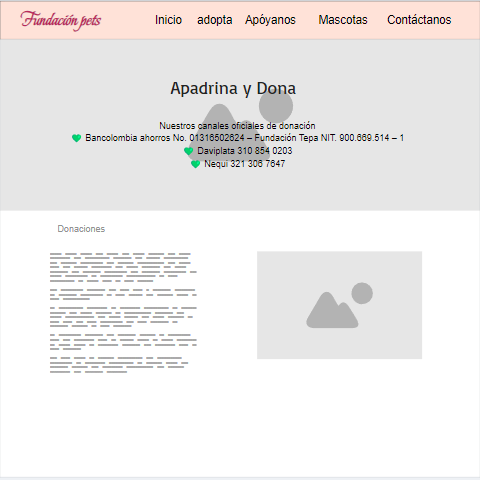 Fundación pets
Inicio adopta Apóyanos Mascotas Contáctanos
Apadrina y Dona
Nuestros canales oficiales de donación
Bancolombia ahorros No. 01316502624 – Fundación Tepa NIT. 900.669.514 – 1
Daviplata 310 854 0203
Nequi 321 306 7647
Donaciones